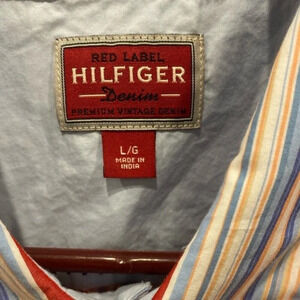 RED LABEL
HILFIGER
Denim
PREMIUM VINTAGE DENIM
L/G
MADE IN
INDIA